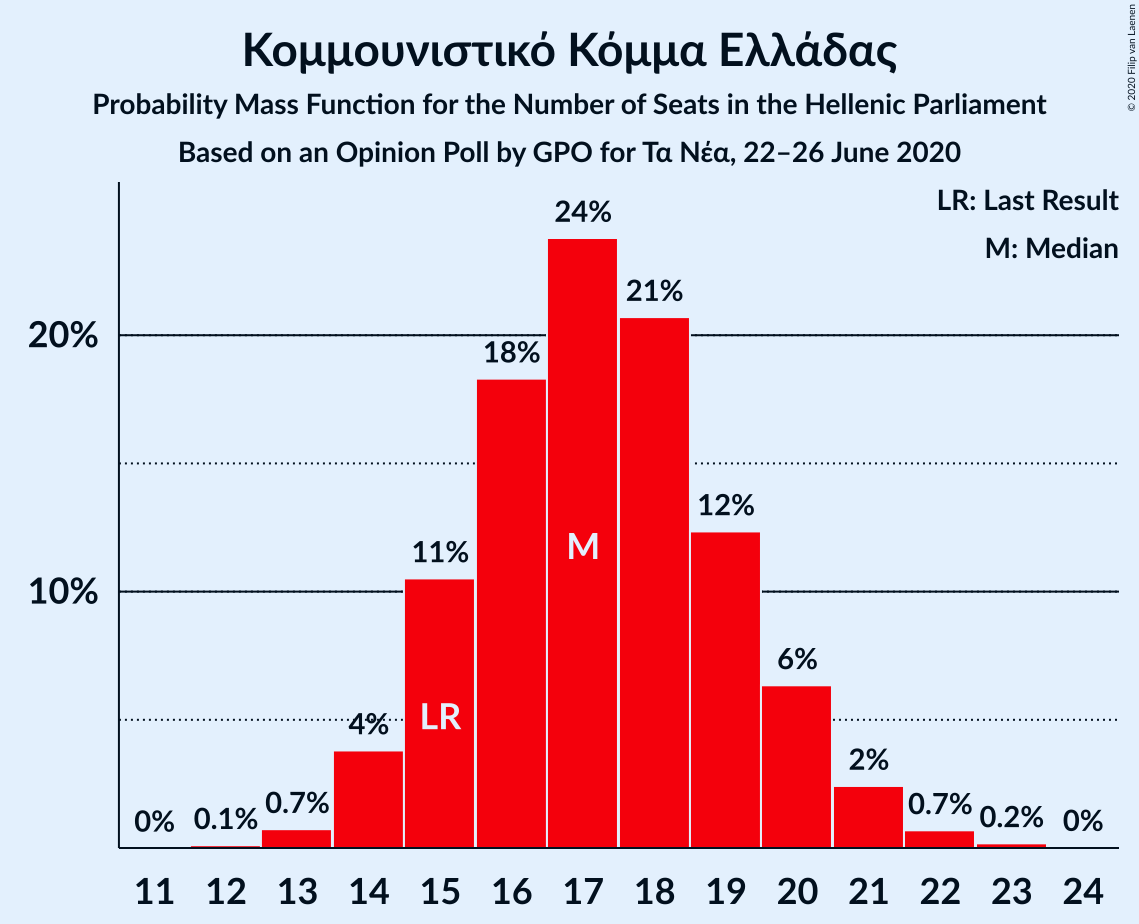 Κομμουνιστικό Κόμμα Ελλάδας
Probability Mass Function for the Number of Seats in the Hellenic Parliament
Based on an Opinion Poll by GPO for Τα Νέα, 22–26 June 2020
© 2020 Filip van Laenen
LR: Last Result
M: Median
24%
21%
20%
18%
12%
11%
M
10%
6%
LR
4%
2%
0% 0.1% 0.7% 0.7% 0.2% 0%
11 12 13 14 15 16 17 18 19 20 21 22 23 24